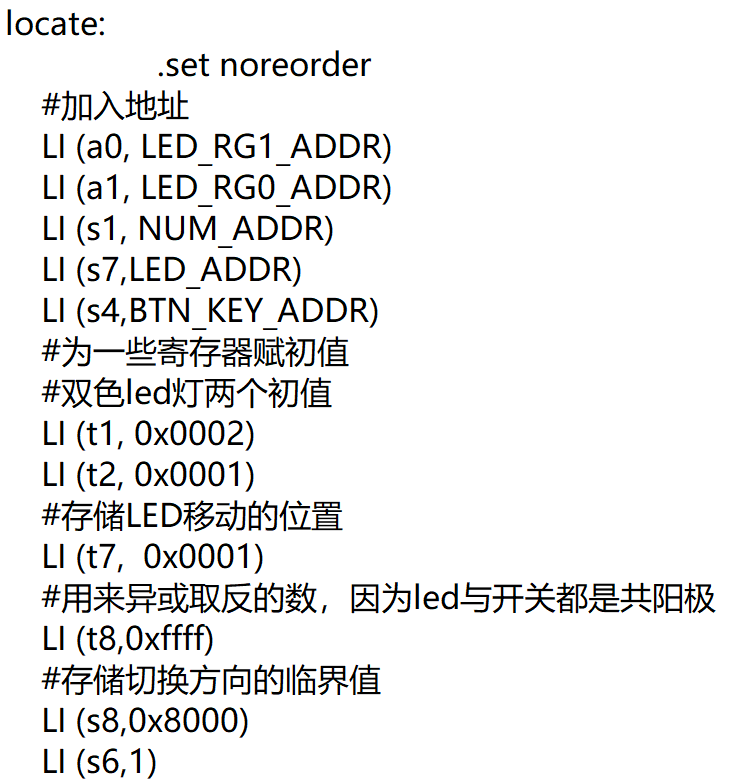 locate:
.set noreorder
#加入地址
LI (a0, LED_RG1_ADDR)
LI (a1, LED_RG0_ADDR)
LI (s1, NUM_ADDR)
LI (s7,LED_ADDR)
LI (s4,BTN_KEY_ADDR)
#为一些寄存器赋初值
#双色led灯两个初值
LI (t1, 0x0002)
LI (t2, 0x0001)
#存储LED移动的位置
LI (t7,  0x0001)
#用来异或取反的数，因为led与开关都是共阳极
LI (t8,0xffff)
#存储切换方向的临界值
LI (s8,0x8000)
LI (s6,1)